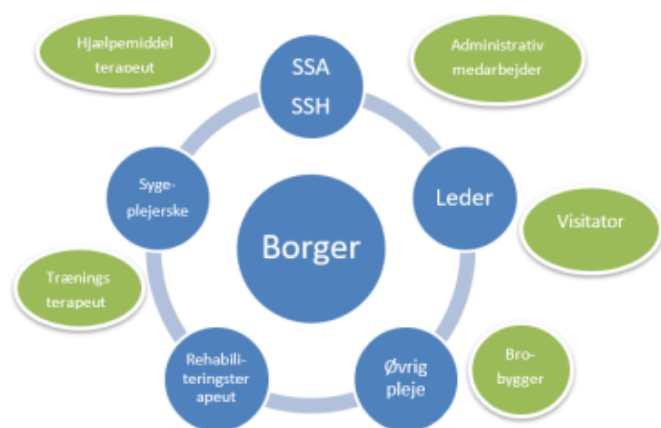 Hjælpemiddel
terapeut
SSA
SSH
Administrativ
medarbejder
Syge-
plejerske
Leder
Borger
Visitator
Trænings
terapeut
Rehabili-
teringster
apeut
Øvrig
pleje
Bro-
bygger